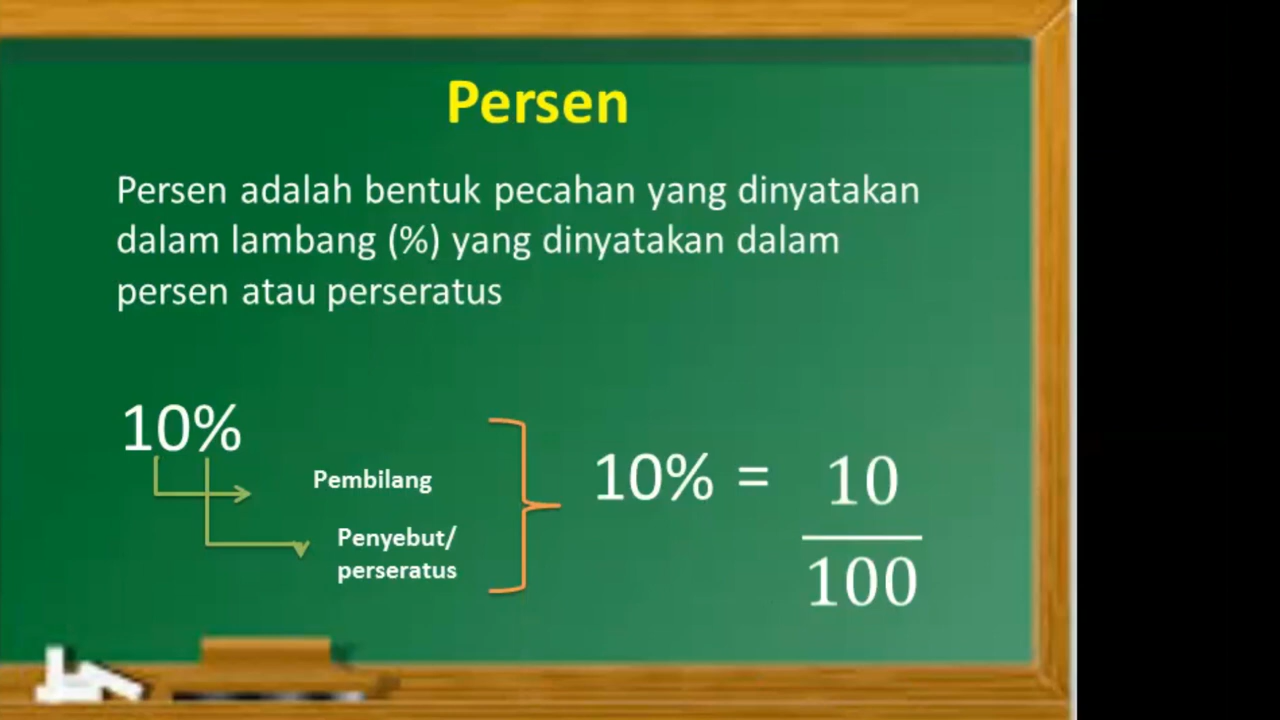 Persen
Persen adalah bentuk pecahan yang dinyatakan
dalam lambang (%) yang dinyatakan dalam
persen atau perseratus
10%
Pembilang
Penyebut/
perseratus
10% =
10
100